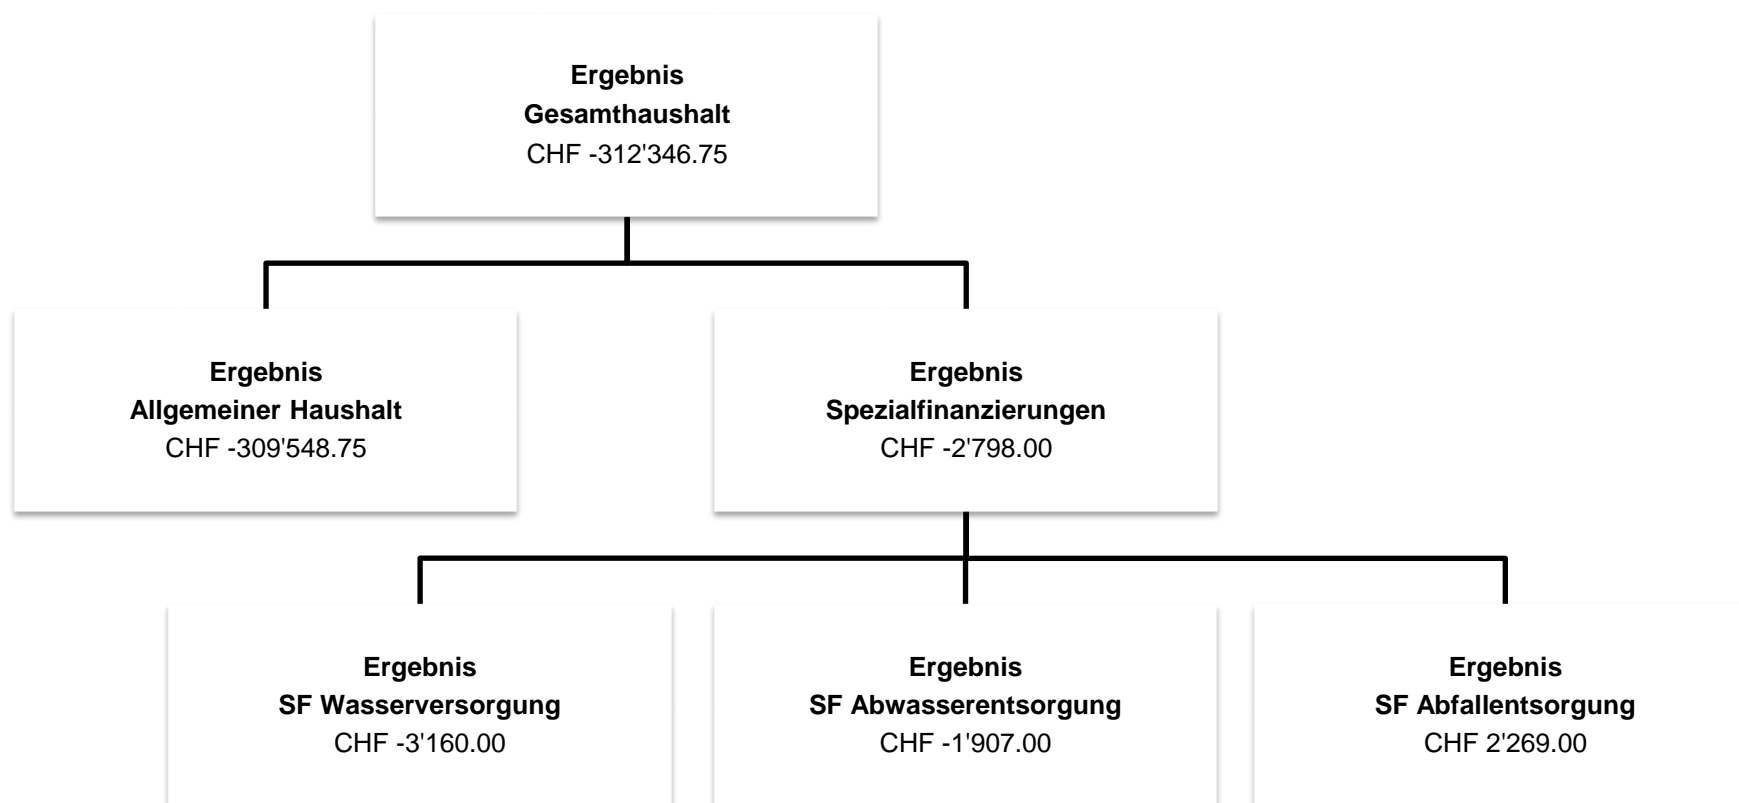 Ergebnis
Gesamthaushalt
CHF -312'346.75
Ergebnis
Allgemeiner Haushalt
CHF -309'548.75
Ergebnis
Spezialfinanzierungen
CHF -2'798.00
Ergebnis
SF Wasserversorgung
CHF -3'160.00
Ergebnis
SF Abwasserentsorgung
CHF -1'907.00
Ergebnis
SF Abfallentsorgung
CHF 2'269.00